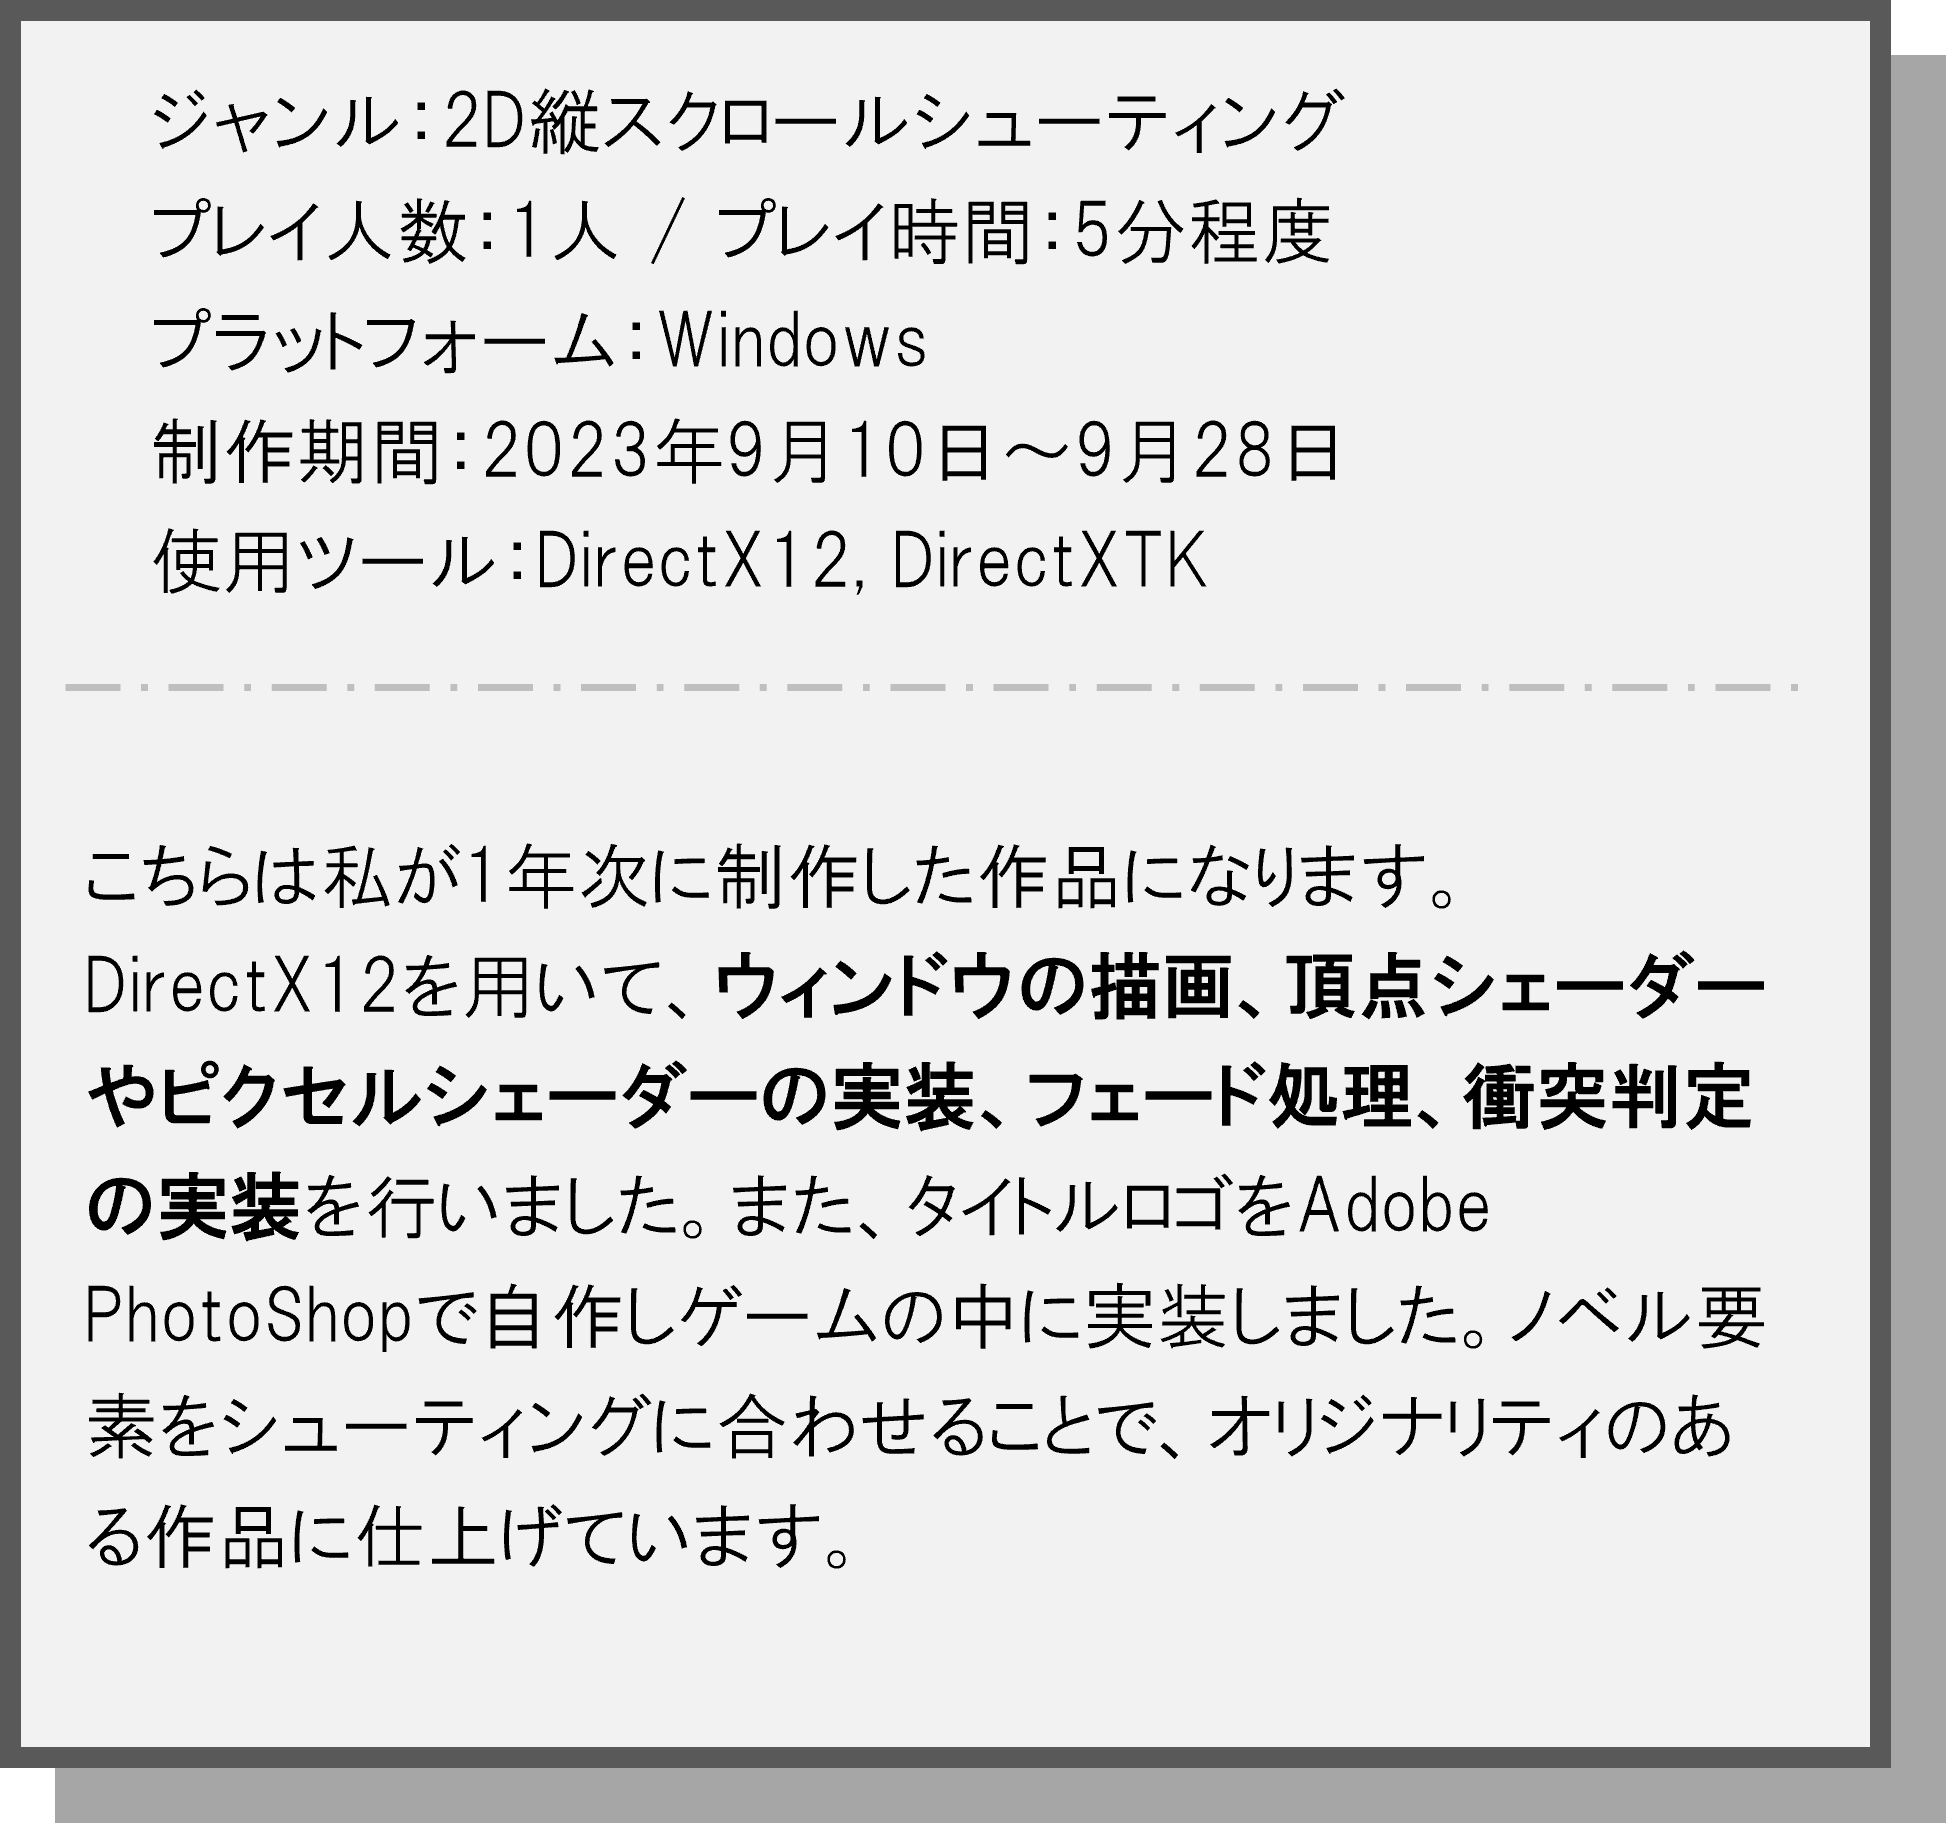 ジャンル：2D縦スクロールシューティング
プレイ人数：1人 / プレイ時間：5分程度
プラットフォーム：Windows
制作期間：2023年9月10日～9月28日
使用ツール：DirectX12, DirectXTK
こちらは私が1年次に制作した作品になります。
DirectX12を用いて、ウィンドウの描画、頂点シェーダー
やピクセルシェーダーの実装、フェード処理、衝突判定
の実装を行いました。また、タイトルロゴをAdobe
PhotoShopで自作しゲームの中に実装しました。ノベル要
素をシューティングに合わせることで、オリジナリティのあ
る作品に仕上げています。